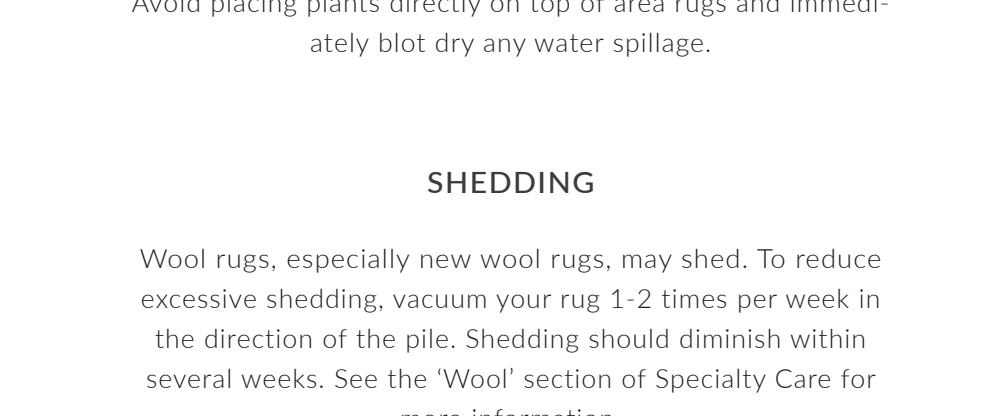 Avoid placing plants directly on top of area rugs and immedi-
ately blot dry any water spillage.
SHEDDING
Wool rugs, especially new wool rugs, may shed. To reduce
excessive shedding, vacuum your rug 1-2 times per week in
the direction of the pile. Shedding should diminish within
several weeks. See the ‘Wool’ section of Specialty Care for
more information.